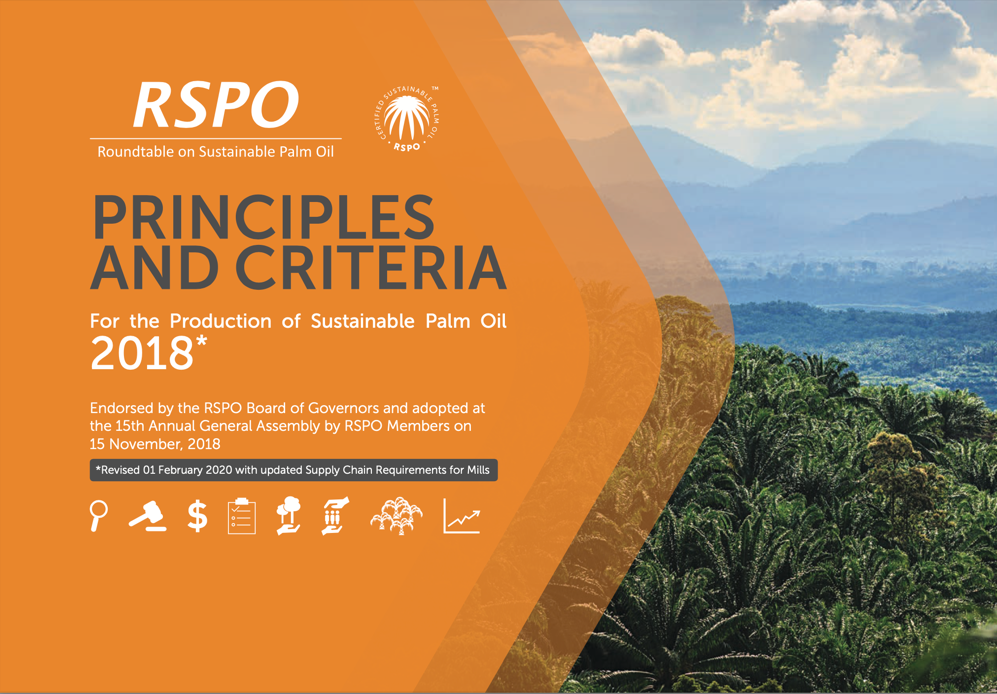 RSPO
Roundtable on Sustainable Palm Oil
CERTIFIED SUSTAINABLE PALM OIL ™
RSPO
PRINCIPLES
AND CRITERIA
For the Production of Sustainable Palm Oil
2018*
Endorsed by the RSPO Board of Governors and adopted at
the 15th Annual General Assembly by RSPO Members on
15 November, 2018
*Revised 01 February 2020 with updated Supply Chain Requirements for Mills
$